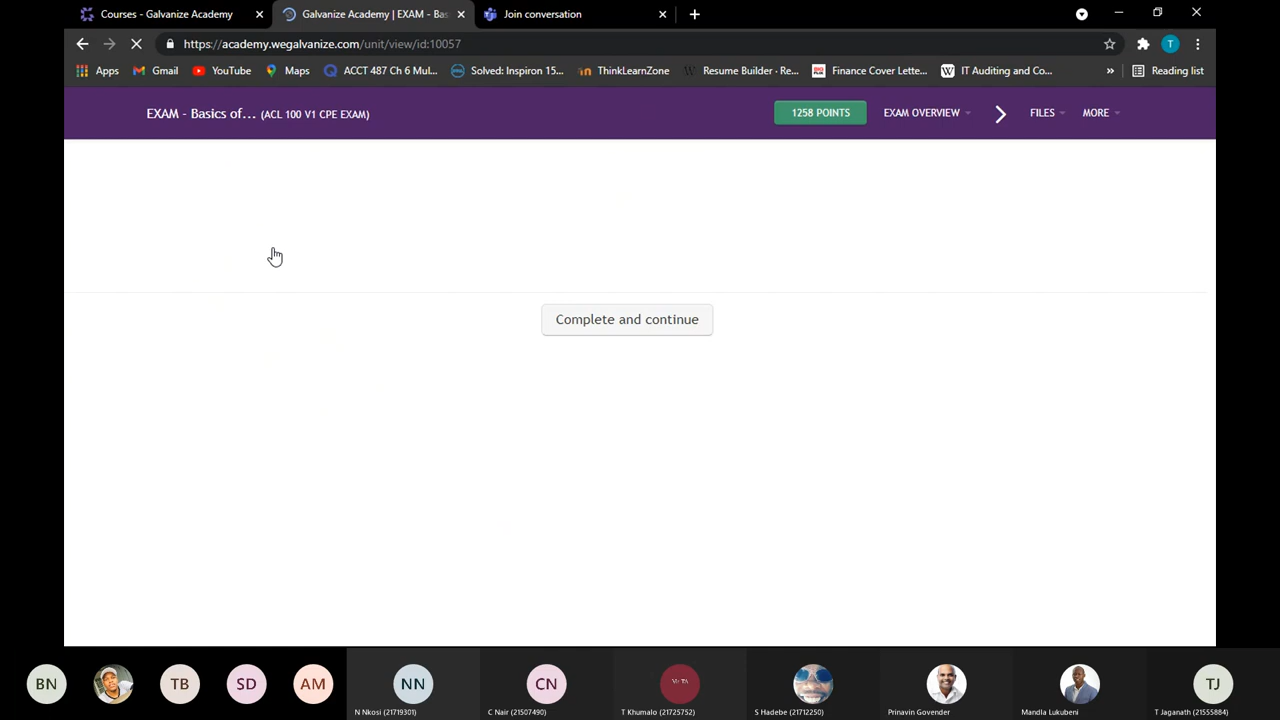 Courses - Galvanize Academy
Galvanize Academy | EXAM - Bas
Join conversation
https://academy.wegalvanize.com/unit/view/id:10057
T
Apps
Gmail
YouTube
Maps
ACCT 487 Ch 6 Mul...
Solved: Inspiron 15...
ThinkLearnZone
Resume Builder · Re...
Finance Cover Lette...
IT Auditing and Co...
»
Reading list
EXAM - Basics of... (ACL 100 V1 CPE EXAM)
1258 POINTS
EXAM OVERVIEW
FILES
MORE
Complete and continue
BN
TB
SD
AM
NN
CN
TJ
N Nkosi (21719301)
C Nair (21507490)
T Khumalo (21725752)
S Hadebe (21712250)
Prinavin Govender
Mandla Lukubeni
T Jaganath (21555884)